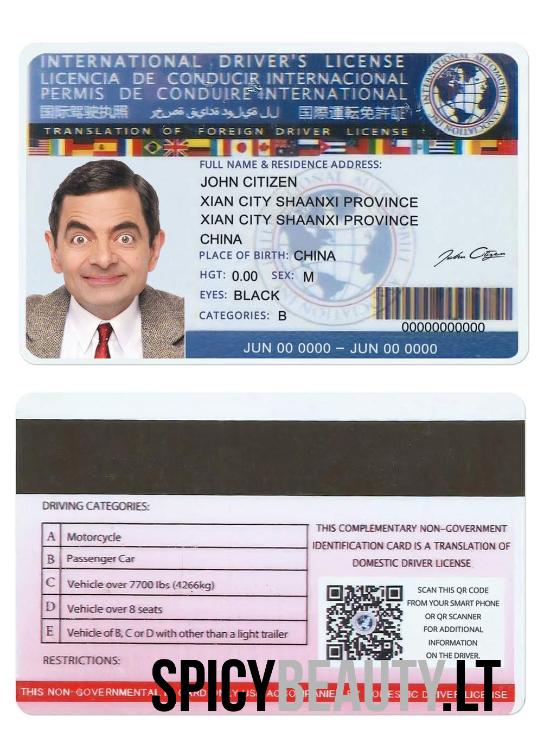 INTERNATIONAL DRIVER'S LICENSE
LICENCIA DE CONDUCIR INTERNACIONAL
PERMIS DE CONDUIRE INTERNATIONAL
国际驾驶执照 国際運転免許証
TRANSLATION OF FOREIGN DRIVER LICENSE
INTERNATIONAL AUTOMOBILE ASSOCIATION INC
FULL NAME & RESIDENCE ADDRESS:
JOHN CITIZEN
XIAN CITY SHAANXI PROVINCE
XIAN CITY SHAANXI PROVINCE
CHINA
PLACE OF BIRTH: CHINA
John Citizen
HGT: 0.00 SEX: M
EYES: BLACK
CATEGORIES: B
00000000000
JUN 00 0000 – JUN 00 0000
DRIVING CATEGORIES:
A Motorcycle
B Passenger Car
C Vehicle over 7700 lbs (4266kg)
D Vehicle over 8 seats
E Vehicle of B, C or D with other than a light trailer
RESTRICTIONS:
THIS COMPLEMENTARY NON-GOVERNMENT
IDENTIFICATION CARD IS A TRANSLATION OF
DOMESTIC DRIVER LICENSE
SCAN THIS QR CODE
FROM YOUR SMART PHONE
OR QR SCANNER
FOR ADDITIONAL
INFORMATION
ON THE DRIVER.
SPICYBEAUTY.LT
THIS NON-GOVERNMENTAL CARD ONLY DOMESTIC DRIVER LICENSE